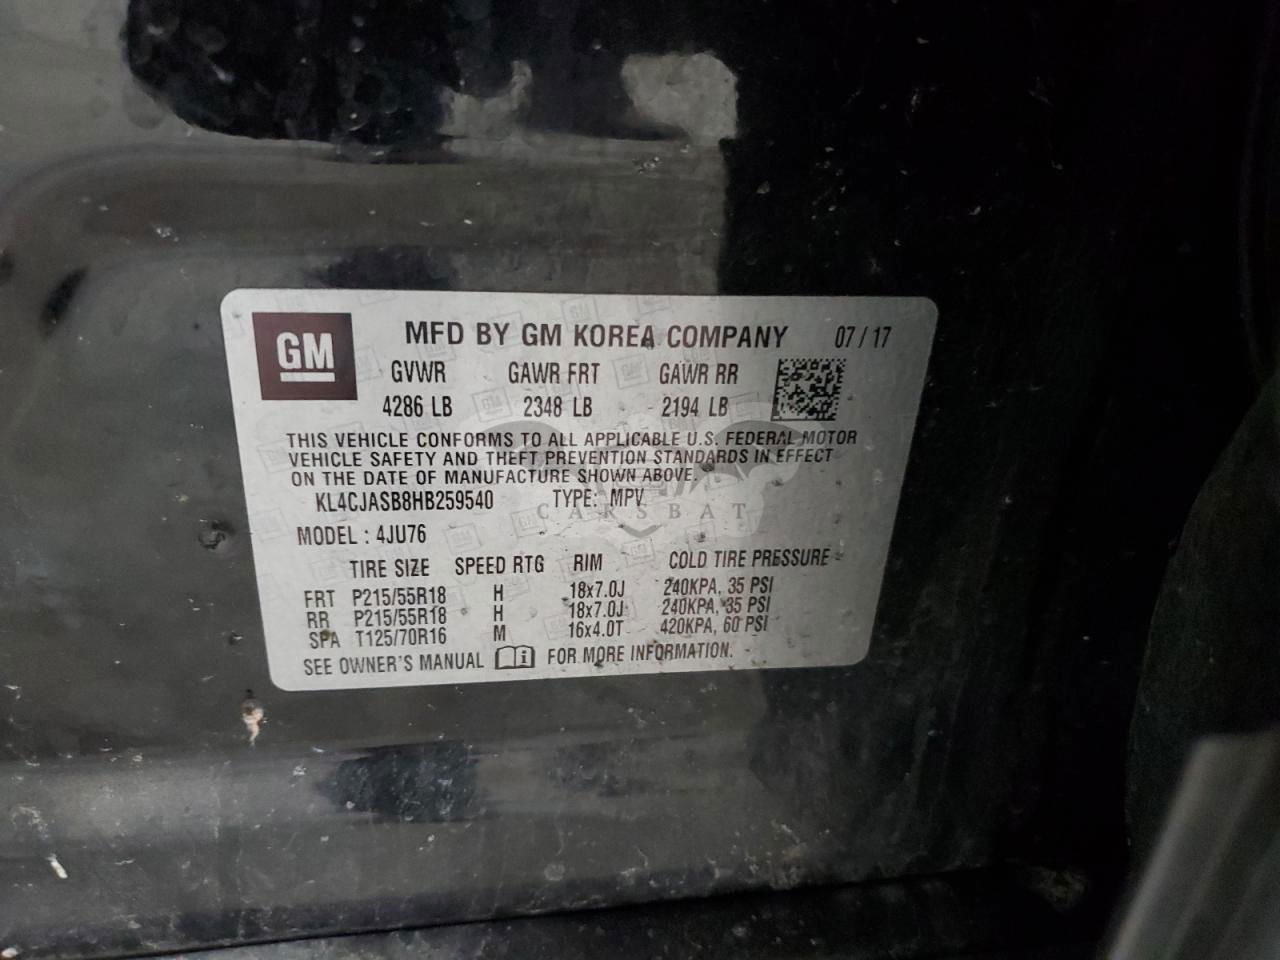 GM MFD BY GM KOREA COMPANY 07/17
GVWR GAWR FRT GAWR RR
4286 LB 2348 LB 2194 LB
THIS VEHICLE CONFORMS TO ALL APPLICABLE U.S. FEDERAL MOTOR
VEHICLE SAFETY AND THEFT PREVENTION STANDARDS IN EFFECT
ON THE DATE OF MANUFACTURE SHOWN ABOVE.
KL4CJASB8HB259540 TYPE: MPV
CARSBAT
MODEL : 4JU76
TIRE SIZE SPEED RTG RIM COLD TIRE PRESSURE
FRT P215/55R18 H 18x7.0J 240KPA, 35 PSI
RR P215/55R18 H 18x7.0J 240KPA, 35 PSI
SPA T125/70R16 M 16x4.0T 420KPA, 60 PSI
SEE OWNER'S MANUAL i FOR MORE INFORMATION.